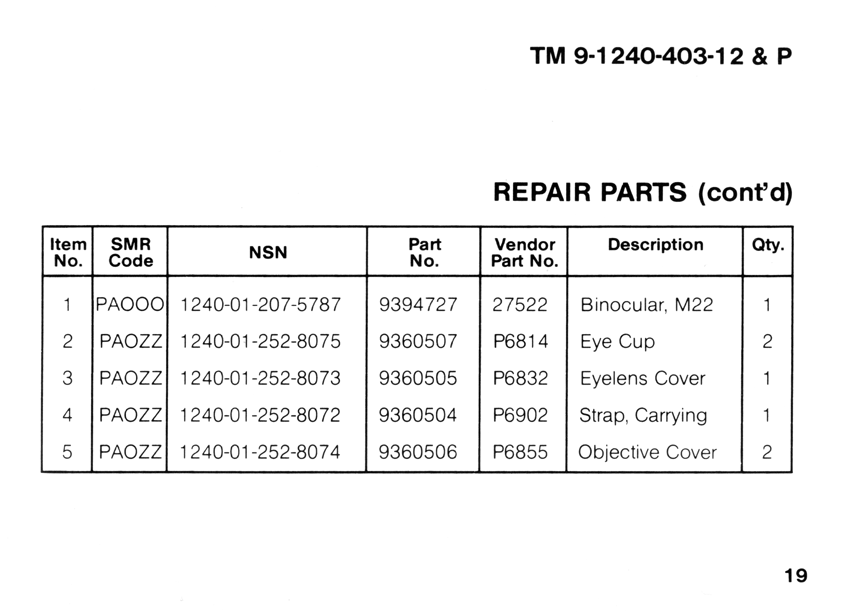 TM 9-1240-403-12 & P
REPAIR PARTS (cont'd)
Item No. SMR Code NSN Part No. Vendor Part No. Description Qty.
1 PAOOO 1240-01-207-5787 9394727 27522 Binocular, M22 1
2 PAOZZ 1240-01-252-8075 9360507 P6814 Eye Cup 2
3 PAOZZ 1240-01-252-8073 9360505 P6832 Eyelens Cover 1
4 PAOZZ 1240-01-252-8072 9360504 P6902 Strap, Carrying 1
5 PAOZZ 1240-01-252-8074 9360506 P6855 Objective Cover 2
19